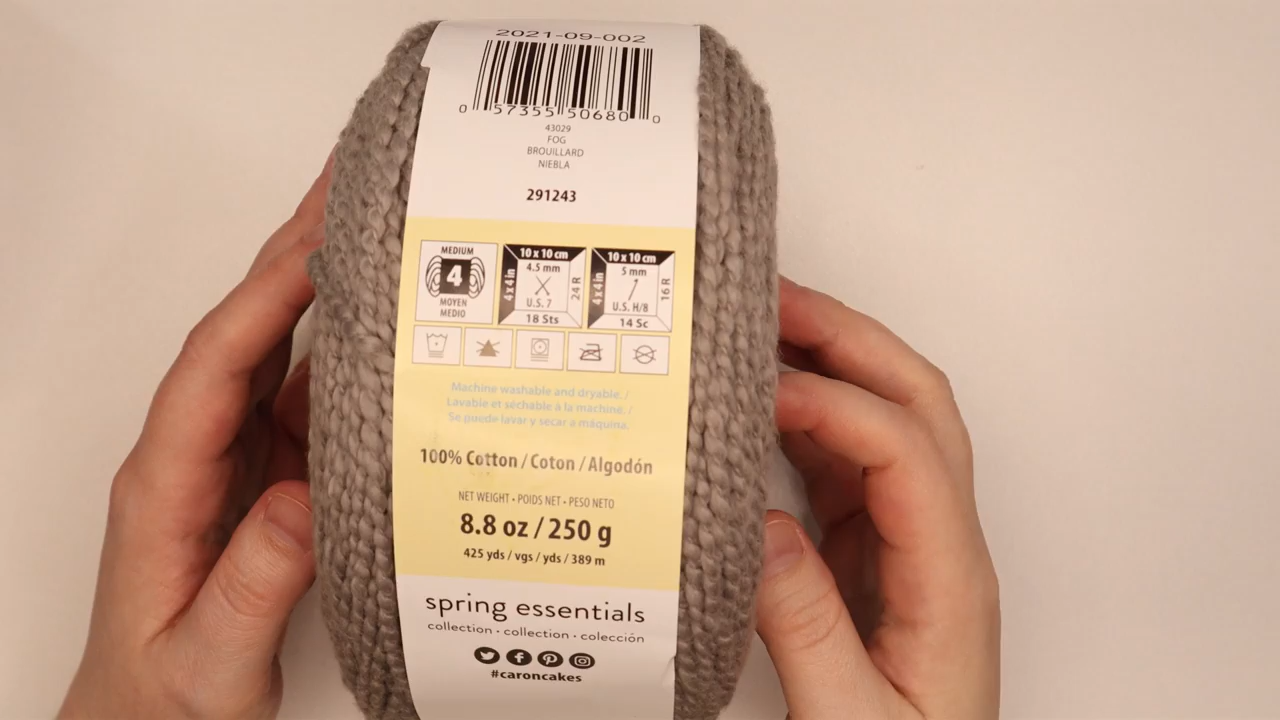 2021-09-002
0 57355 50680 0
43029
FOG
BROUILLARD
NIEBLA
291243
MEDIUM
4
MOYEN
MEDIO
10 x 10 cm
4 x 4 in
4.5 mm
U.S. 7
24 R
18 Sts
10 x 10 cm
4 x 4 in
5 mm
U.S. H/8
16 R
14 Sc
Machine washable and dryable. /
Lavable et séchable à la machine. /
Se puede lavar y secar a máquina.
100% Cotton / Coton / Algodón
NET WEIGHT • POIDS NET • PESO NETO
8.8 oz / 250 g
425 yds / vgs / yds / 389 m
spring essentials
collection • collection • colección
#caroncakes